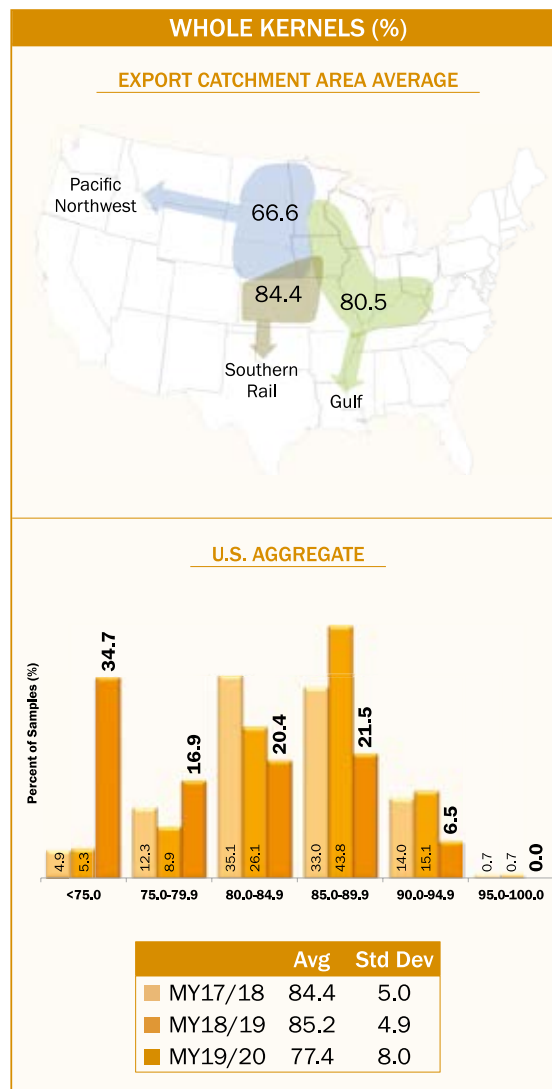 WHOLE KERNELS (%)
EXPORT CATCHMENT AREA AVERAGE
Pacific
Northwest
66.6
84.4
80.5
Southern
Rail
Gulf
U.S. AGGREGATE
Percent of Samples (%)
4.9 5.3 34.7
12.3 8.9 16.9
35.1 26.1 20.4
33.0 43.8 21.5
14.0 15.1 6.5
0.7 0.7 0.0
<75.0 75.0-79.9 80.0-84.9 85.0-89.9 90.0-94.9 95.0-100.0
Avg Std Dev
MY17/18 84.4 5.0
MY18/19 85.2 4.9
MY19/20 77.4 8.0